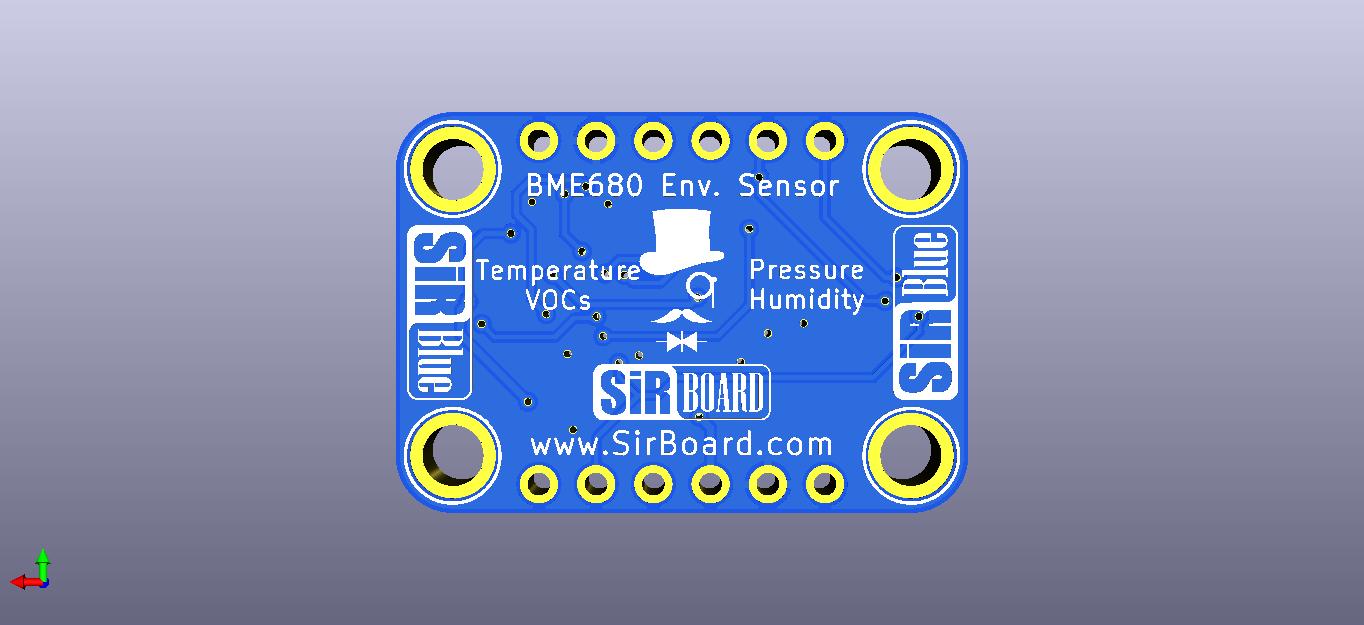 BME680 Env. Sensor
Temperature
VOCs
Pressure
Humidity
SiR Blue
SiR Blue
SiR BOARD
www.SirBoard.com